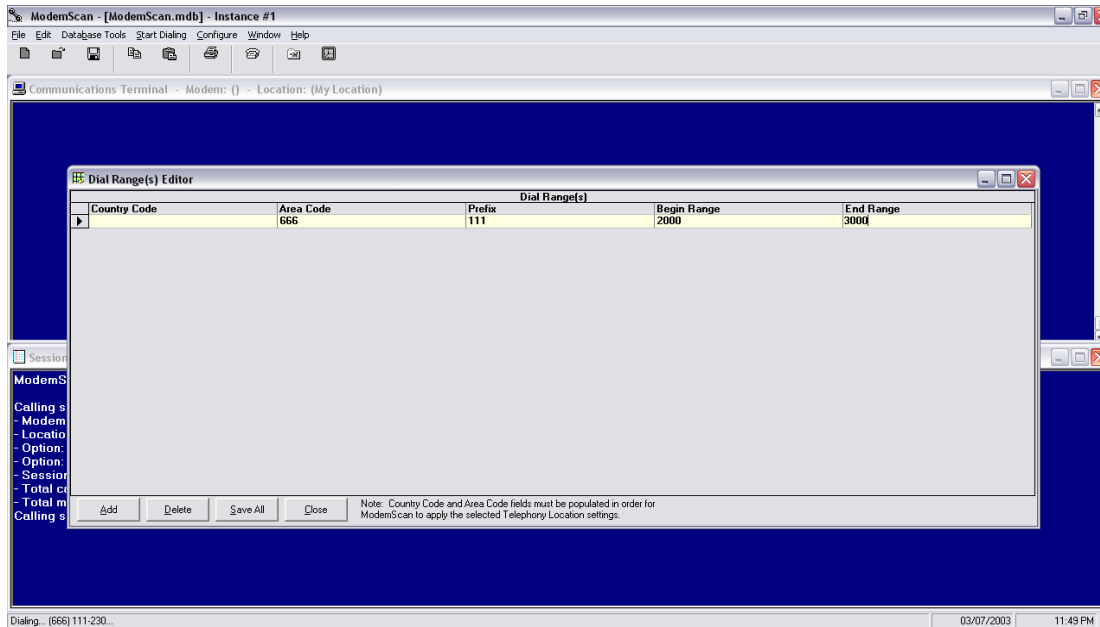 ModemScan - [ModemScan.mdb] - Instance #1
File Edit Database Tools Start Dialing Configure Window Help
Communications Terminal - Modem: () - Location: (My Location)
Dial Range(s) Editor
Dial Range(s)
Country Code Area Code Prefix Begin Range End Range
666 111 2000 3000
Session
ModemS
Calling s
- Modem
- Locatio
- Option:
- Option:
- Session
- Total ca
- Total m
Calling s
Add Delete Save All Close
Note: Country Code and Area Code fields must be populated in order for
ModemScan to apply the selected Telephony Location settings.
Dialing... (666) 111-230... 03/07/2003 11:49 PM